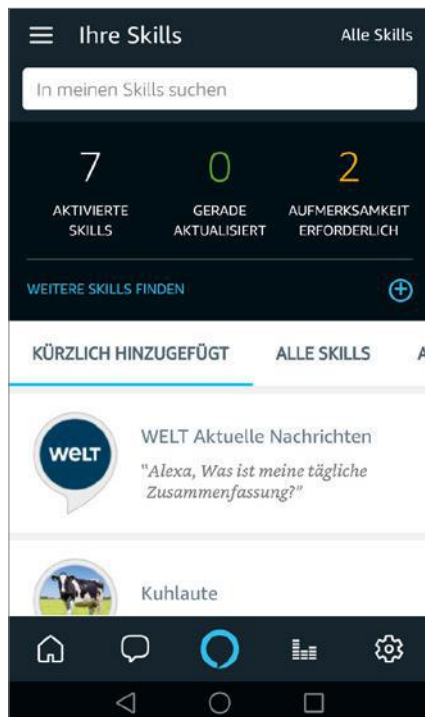 Ihre Skills
Alle Skills
In meinen Skills suchen
7
0
2
AKTIVIERTE
SKILLS
GERADE
AKTUALISIERT
AUFMERKSAMKEIT
ERFORDERLICH
WEITERE SKILLS FINDEN
KÜRZLICH HINZUGEFÜGT
ALLE SKILLS
A
WELT
WELT Aktuelle Nachrichten
"Alexa, Was ist meine tägliche
Zusammenfassung?"
Kuhlaute